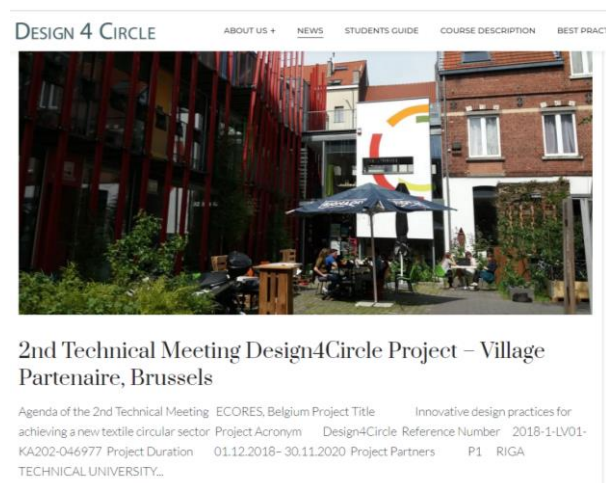 DESIGN 4 CIRCLE
ABOUT US + NEWS STUDENTS GUIDE COURSE DESCRIPTION BEST PRACT
2nd Technical Meeting Design4Circle Project – Village
Partenaire, Brussels
Agenda of the 2nd Technical Meeting ECORES, Belgium Project Title Innovative design practices for
achieving a new textile circular sector Project Acronym Design4Circle Reference Number 2018-1-LV01-
KA202-046977 Project Duration 01.12.2018– 30.11.2020 Project Partners P1 RIGA
TECHNICAL UNIVERSITY...